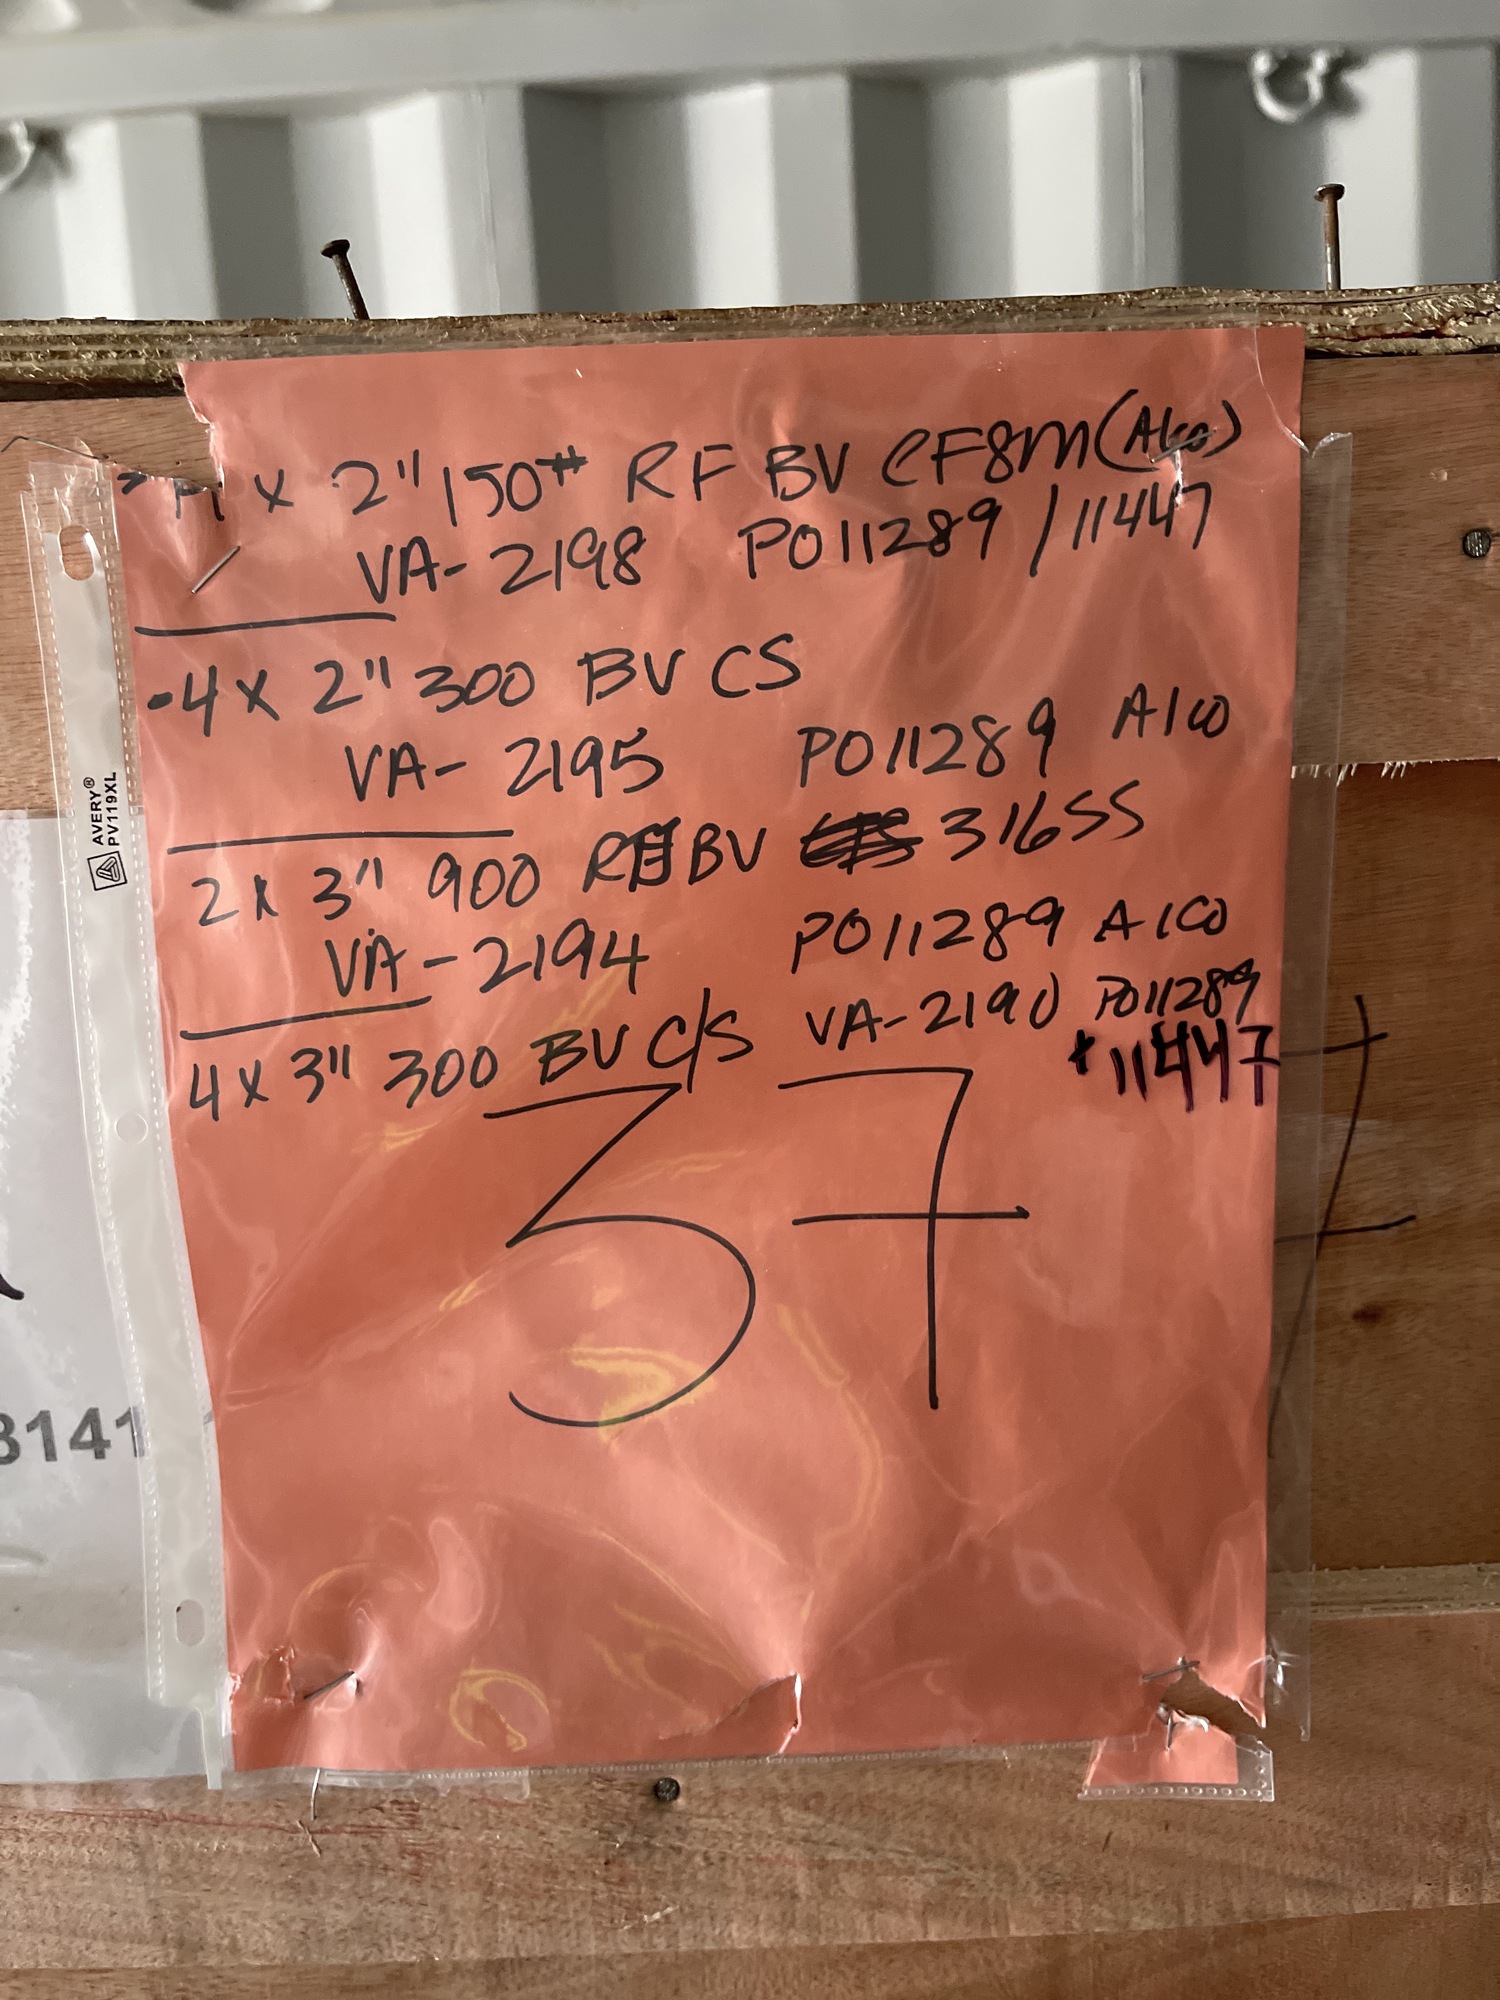 x 2" 150# RF BV CF8M (Alco)
VA-2198 PO11289 / 11447
-4 x 2" 300 BV CS
VA-2195 PO11289 Alco
2 x 3" 900 BV 316SS
VA-2194 PO11289 Alco
4 x 3" 300 BV C/S VA-2190 PO11289
+11447
37
AVERY®
PV119XL
3141